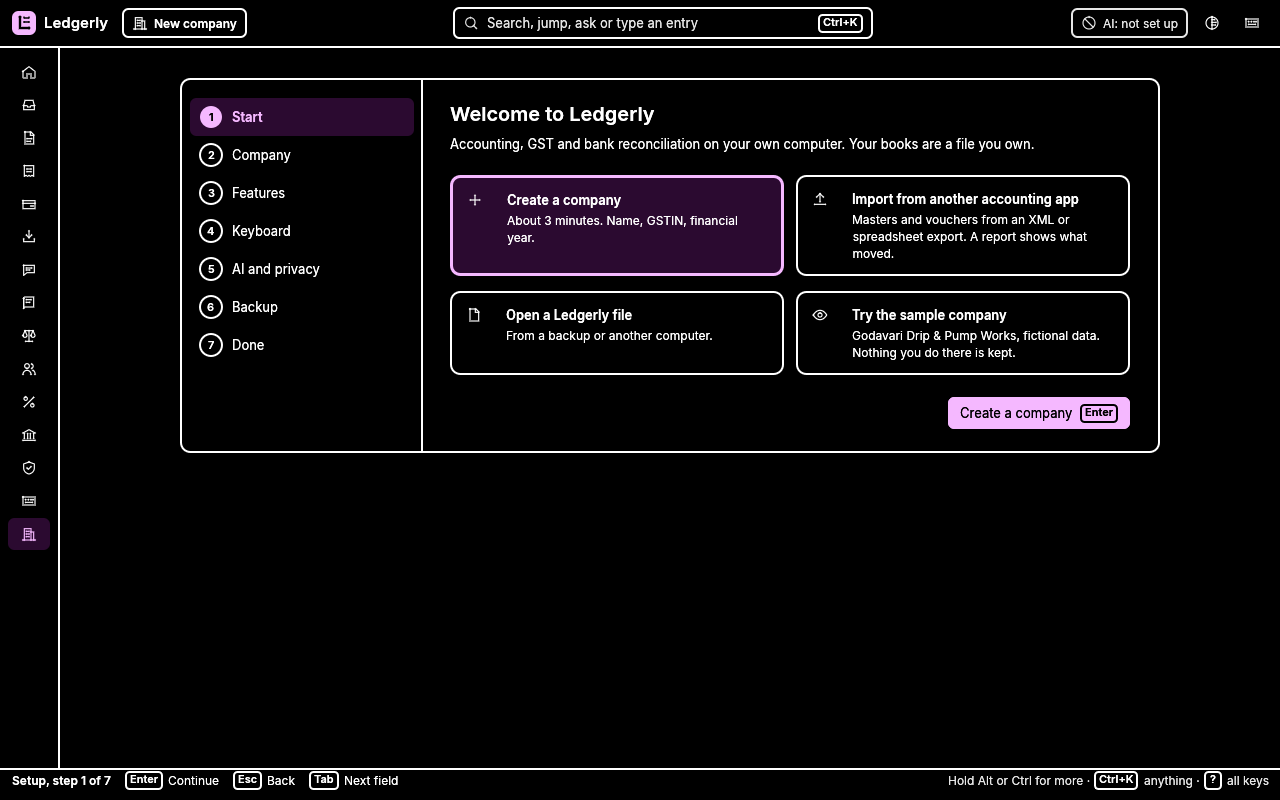 Ledgerly
New company
Search, jump, ask or type an entry
Ctrl+K
AI: not set up
1 Start
2 Company
3 Features
4 Keyboard
5 AI and privacy
6 Backup
7 Done
Welcome to Ledgerly
Accounting, GST and bank reconciliation on your own computer. Your books are a file you own.
Create a company
About 3 minutes. Name, GSTIN, financial
year.
Import from another accounting app
Masters and vouchers from an XML or
spreadsheet export. A report shows what
moved.
Open a Ledgerly file
From a backup or another computer.
Try the sample company
Godavari Drip & Pump Works, fictional data.
Nothing you do there is kept.
Create a company Enter
Setup, step 1 of 7 Enter Continue Esc Back Tab Next field
Hold Alt or Ctrl for more · Ctrl+K anything · ? all keys